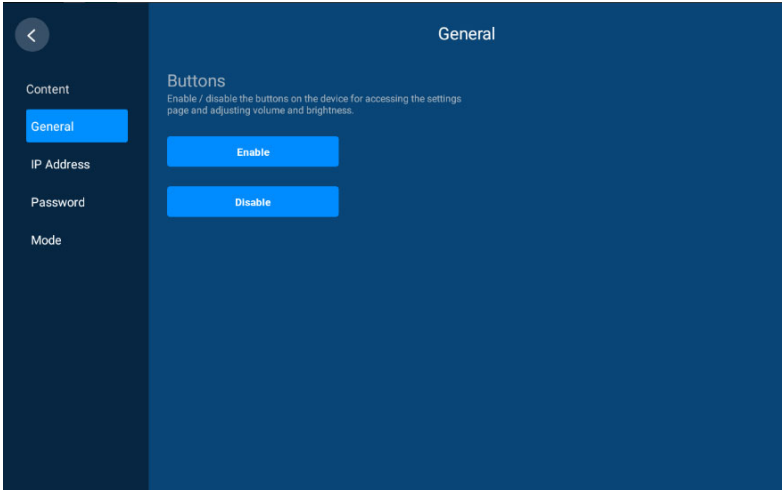 General
Content
General
IP Address
Password
Mode
Buttons
Enable / disable the buttons on the device for accessing the settings
page and adjusting volume and brightness.
Enable
Disable